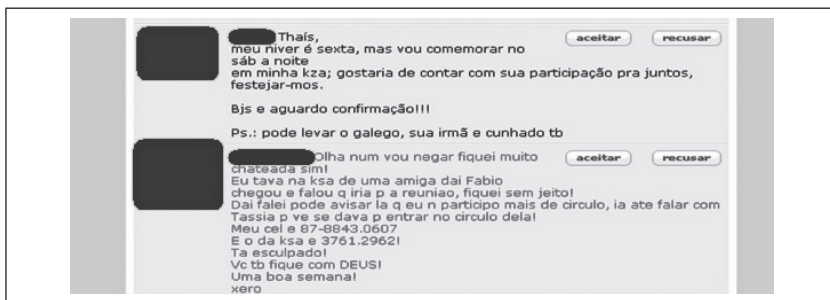 Thaís, aceitar recusar
meu niver é sexta, mas vou comemorar no
sáb a noite
em minha kza; gostaria de contar com sua participação pra juntos,
festejar-mos.
Bjs e aguardo confirmação!!!
Ps.: pode levar o galego, sua irmã e cunhado tb
Olha num vou negar fiquei muito aceitar recusar
chateada sim!
Eu tava na ksa de uma amiga dai Fabio
chegou e falou q iria p a reuniao, fiquei sem jeito!
Dai falei pode avisar la q eu n participo mais de circulo, ia ate falar com
Tassia p ve se dava p entrar no circulo dela!
Meu cel e 87-8843.0607
E o da ksa e 3761.2962!
Ta esculpado!
Vc tb fique com DEUS!
Uma boa semana!
xero